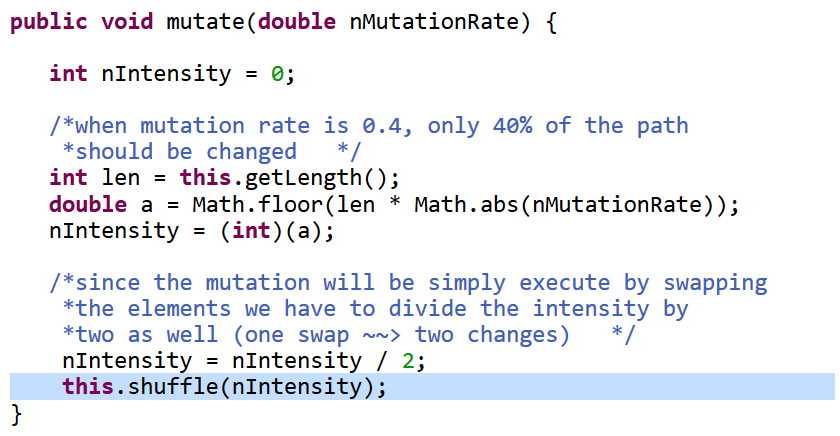 public void mutate(double nMutationRate) {
int nIntensity = 0;
/*when mutation rate is 0.4, only 40% of the path
*should be changed */
int len = this.getLength();
double a = Math.floor(len * Math.abs(nMutationRate));
nIntensity = (int)(a);
/*since the mutation will be simply execute by swapping
*the elements we have to divide the intensity by
*two as well (one swap ~~> two changes) */
nIntensity = nIntensity / 2;
this.shuffle(nIntensity);
}